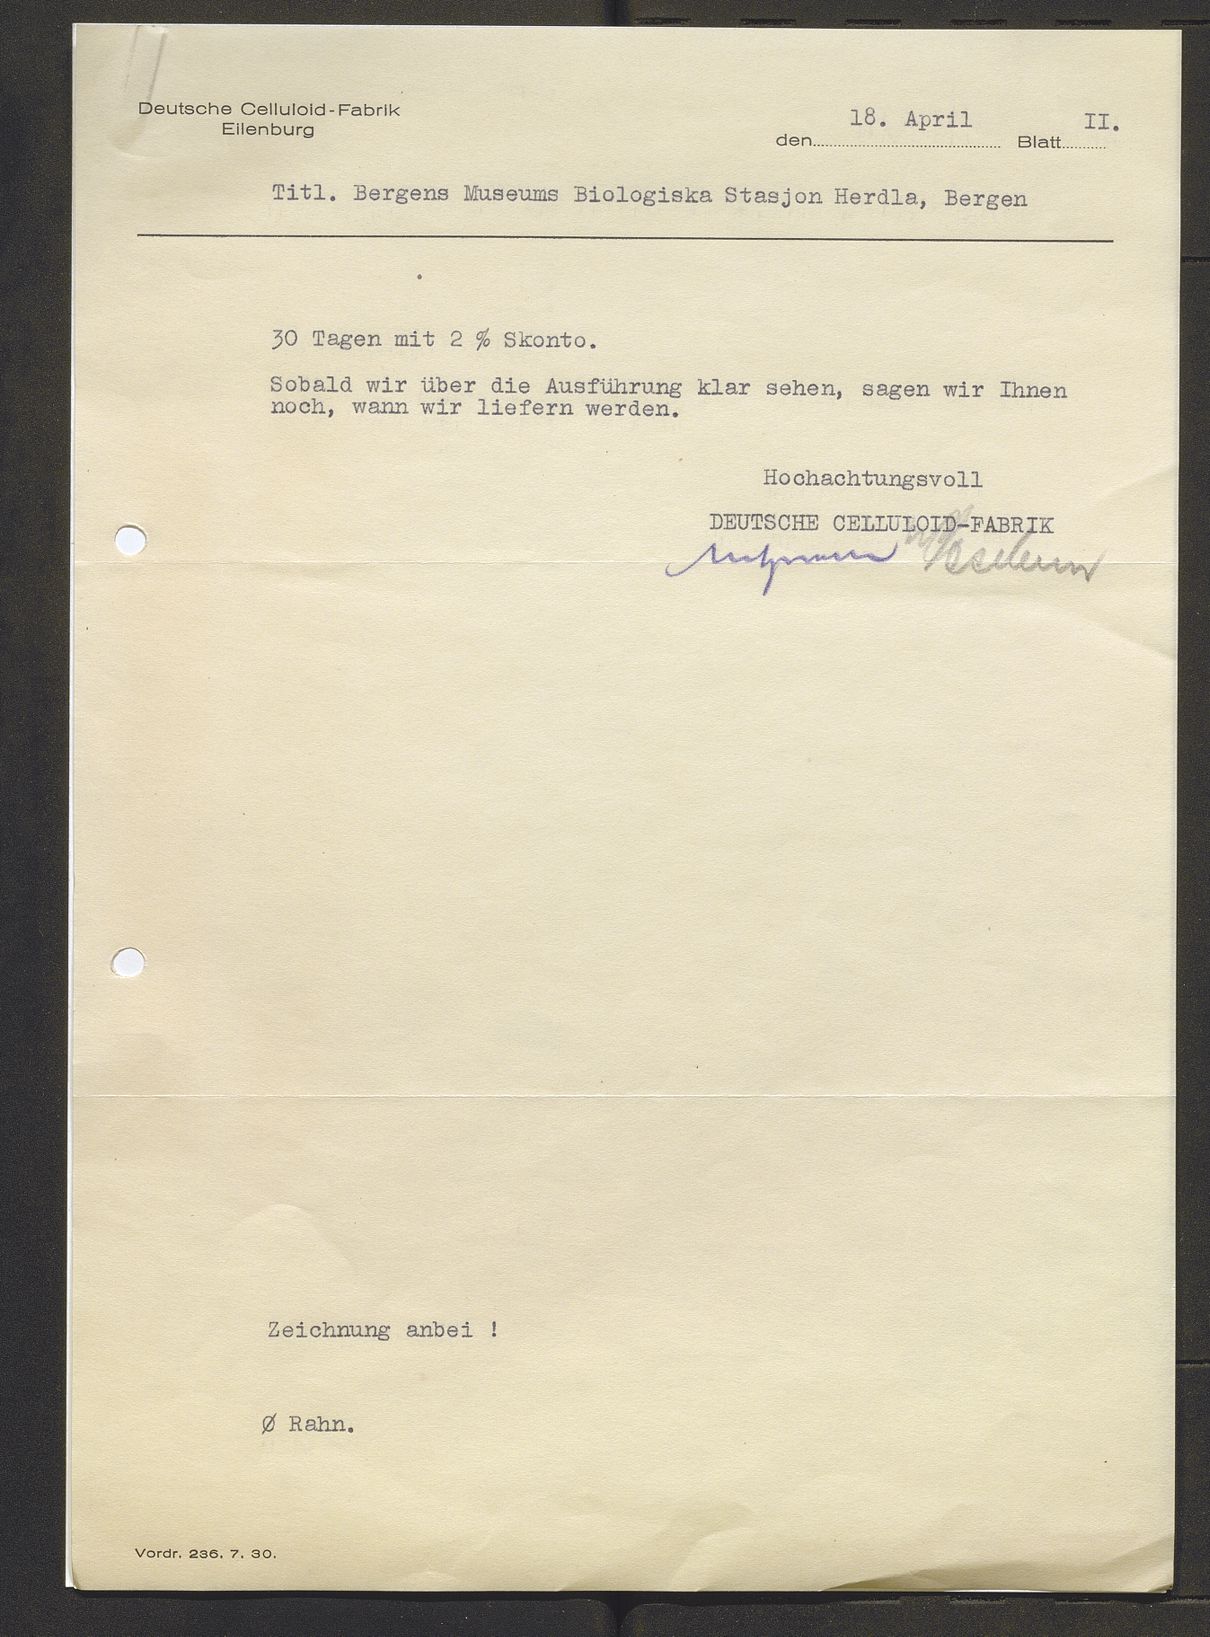 Deutsche Celluloid-Fabrik
Eilenburg
den 18. April Blatt II.
Titl. Bergens Museums Biologiska Stasjon Herdla, Bergen
30 Tagen mit 2 % Skonto.
Sobald wir über die Ausführung klar sehen, sagen wir Ihnen
noch, wann wir liefern werden.
Hochachtungsvoll
DEUTSCHE CELLULOID-FABRIK
Zeichnung anbei !
Ø Rahn.
Vordr. 236. 7. 30.